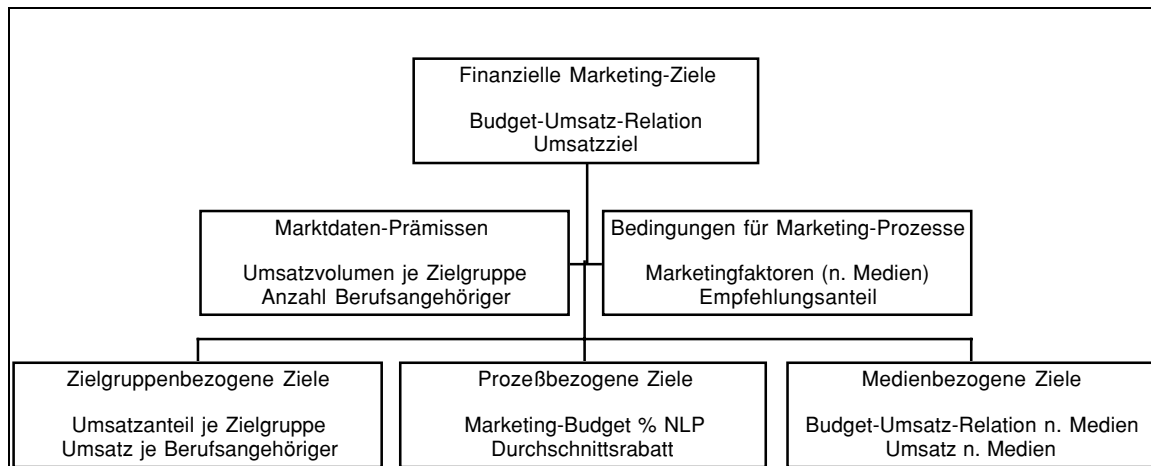 Finanzielle Marketing-Ziele
Budget-Umsatz-Relation
Umsatzziel
Marktdaten-Prämissen
Umsatzvolumen je Zielgruppe
Anzahl Berufsangehöriger
Bedingungen für Marketing-Prozesse
Marketingfaktoren (n. Medien)
Empfehlungsanteil
Zielgruppenbezogene Ziele
Umsatzanteil je Zielgruppe
Umsatz je Berufsangehöriger
Prozeßbezogene Ziele
Marketing-Budget % NLP
Durchschnittsrabatt
Medienbezogene Ziele
Budget-Umsatz-Relation n. Medien
Umsatz n. Medien